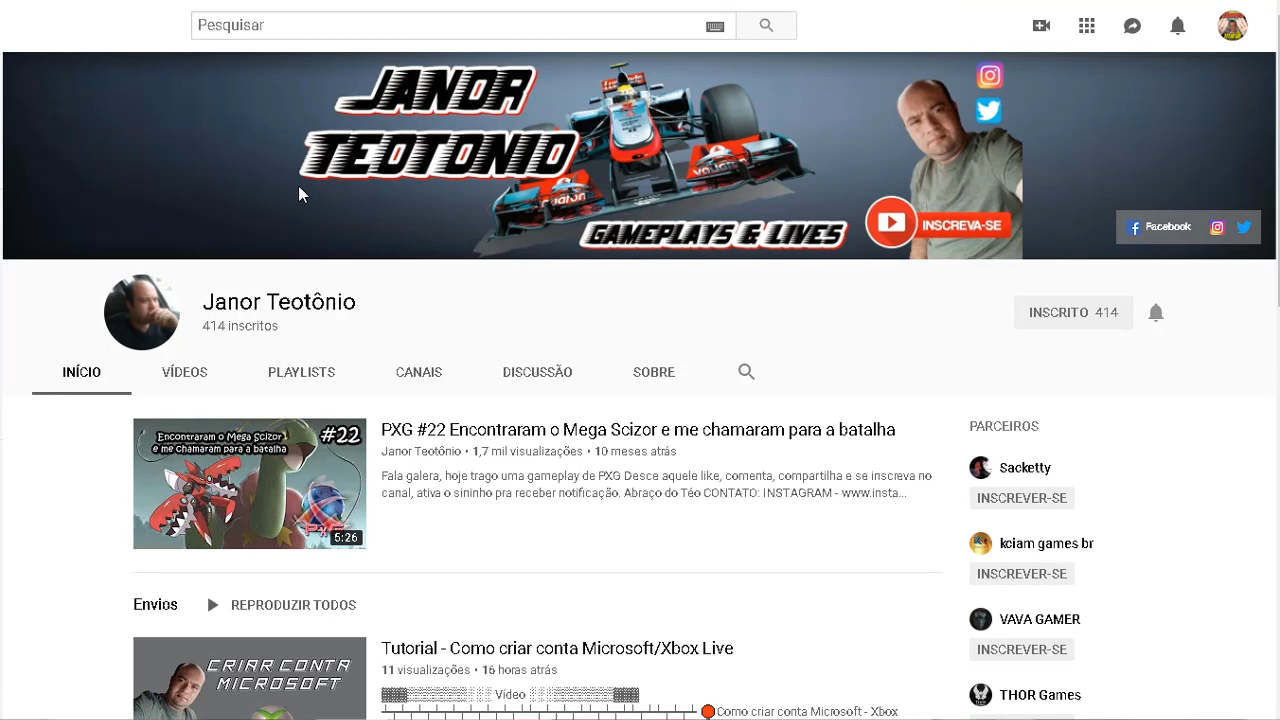 Pesquisar
JANOR
TEOTONIO
GAMEPLAYS & LIVES
INSCREVA-SE
Facebook
Janor Teotônio
414 inscritos
INSCRITO 414
INÍCIO
VÍDEOS
PLAYLISTS
CANAIS
DISCUSSÃO
SOBRE
Encontraram o Mega Scizor
e me chamaram para a batalha
#22
5:26
PXG #22 Encontraram o Mega Scizor e me chamaram para a batalha
Janor Teotônio • 1,7 mil visualizações • 10 meses atrás
Fala galera, hoje trago uma gameplay de PXG Desce aquele like, comenta, compartilha e se inscreva no
canal, ativa o sininho pra receber notificação. Abraço do Téo CONTATO: INSTAGRAM - www.insta...
PARCEIROS
Sacketty
INSCREVER-SE
kciam games br
INSCREVER-SE
VAVA GAMER
INSCREVER-SE
THOR Games
Envios
REPRODUZIR TODOS
CRIAR CONTA
MICROSOFT
Tutorial - Como criar conta Microsoft/Xbox Live
11 visualizações • 16 horas atrás
▓▓▓░░░░░░░░░ Vídeo ░░░░░░░░░▓▓▓
Como criar conta Microsoft - Xbox